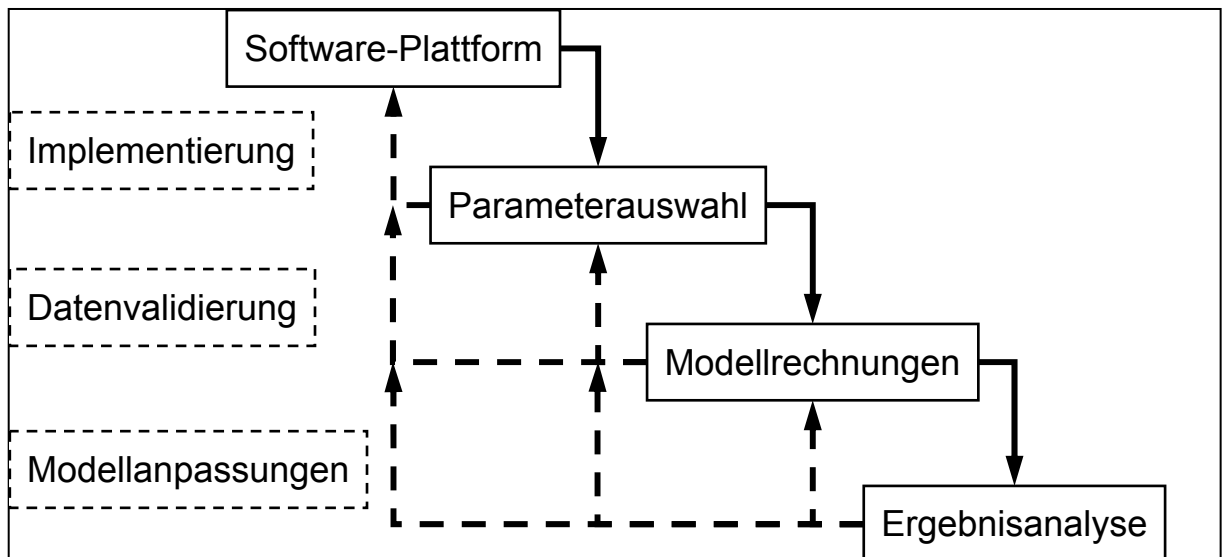 Software-Plattform
Implementierung
Parameterauswahl
Datenvalidierung
Modellrechnungen
Modellanpassungen
Ergebnisanalyse